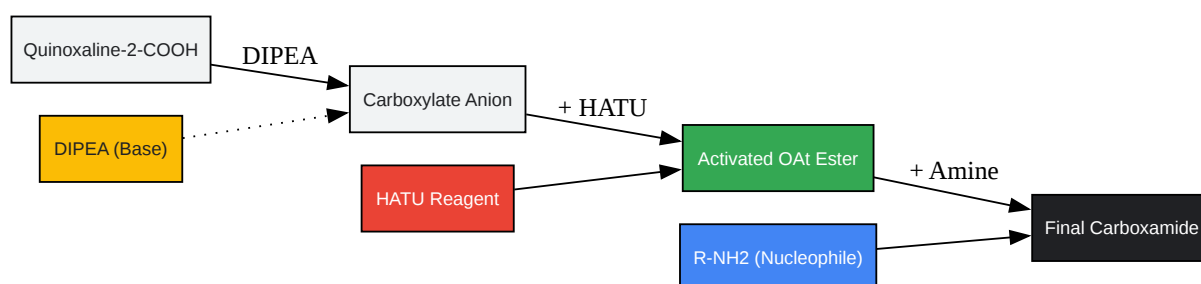 Quinoxaline-2-COOH
DIPEA
DIPEA (Base)
Carboxylate Anion
+ HATU
HATU Reagent
Activated OAt Ester
+ Amine
R-NH2 (Nucleophile)
Final Carboxamide